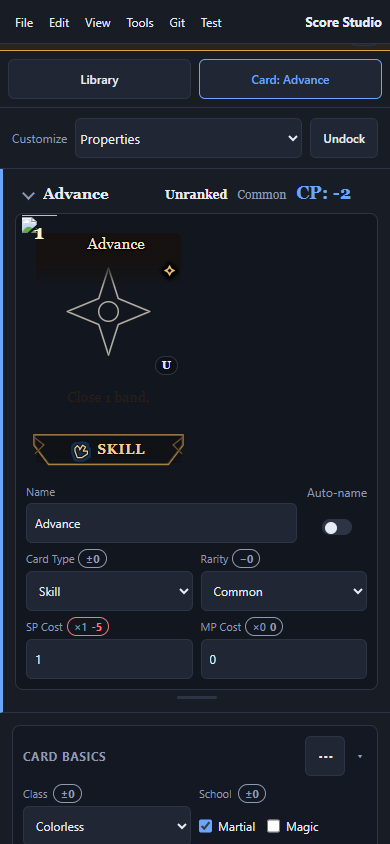 File Edit View Tools Git Test Score Studio
Library Card: Advance
Customize Properties Undock
Advance Unranked Common CP: -2
1
Advance
U
Close 1 band.
SKILL
Name Auto-name
Advance
Card Type ±0 Rarity −0
Skill Common
SP Cost ×1 -5 MP Cost ×0 0
1 0
CARD BASICS ...
Class ±0 School ±0
Colorless Martial Magic